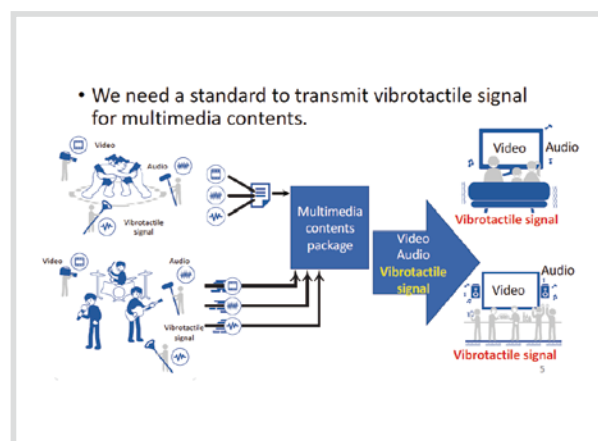 • We need a standard to transmit vibrotactile signal
for multimedia contents.
Video
Audio
Vibrotactile
signal
Video
Audio
Vibrotactile
signal
Multimedia
contents
package
Video
Audio
Vibrotactile
signal
Video
Audio
Vibrotactile signal
Audio
Video
Vibrotactile signal
5